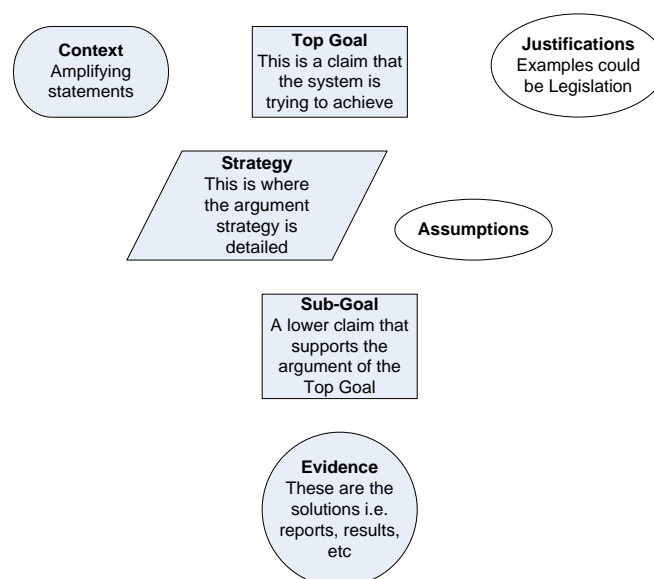 Context
Amplifying
statements
Top Goal
This is a claim that
the system is
trying to achieve
Justifications
Examples could
be Legislation
Strategy
This is where
the argument
strategy is
detailed
Assumptions
Sub-Goal
A lower claim that
supports the
argument of the
Top Goal
Evidence
These are the
solutions i.e.
reports, results,
etc